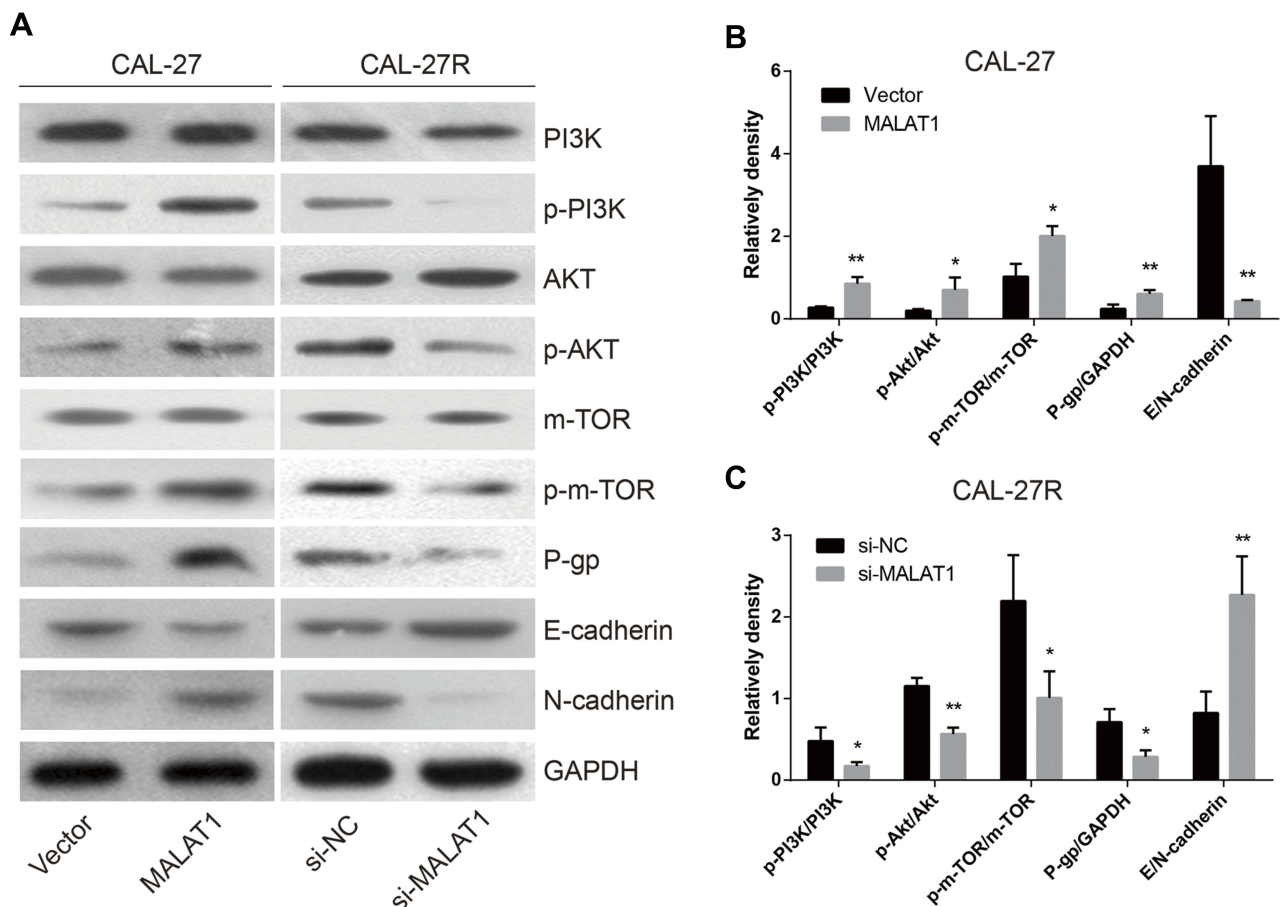 A
CAL-27
CAL-27R
PI3K
p-PI3K
AKT
p-AKT
m-TOR
p-m-TOR
P-gp
E-cadherin
N-cadherin
GAPDH
Vector
MALAT1
si-NC
si-MALAT1
B
CAL-27
Vector
MALAT1
Relatively density
6
4
2
0
**
*
*
**
**
p-PI3K/PI3K
p-Akt/Akt
p-m-TOR/m-TOR
P-gp/GAPDH
E/N-cadherin
C
CAL-27R
si-NC
si-MALAT1
Relatively density
3
2
1
0
*
**
*
*
**
p-PI3K/PI3K
p-Akt/Akt
p-m-TOR/m-TOR
P-gp/GAPDH
E/N-cadherin